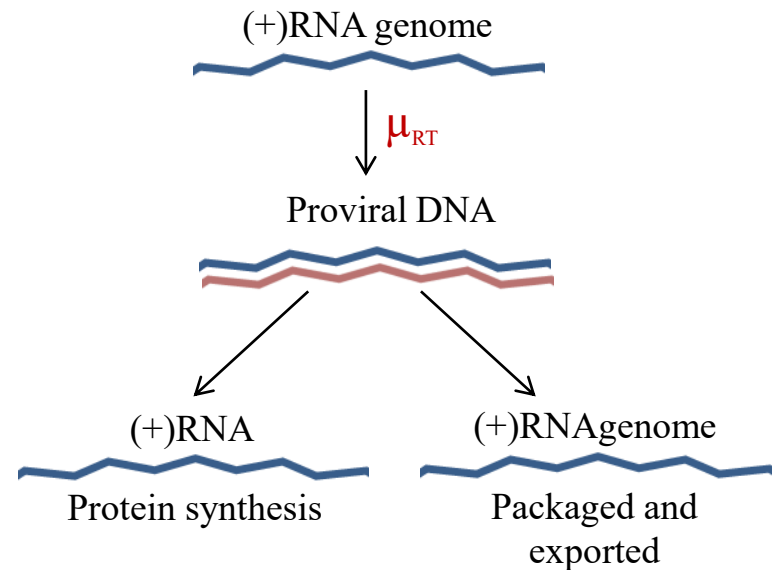 (+)RNA genome
μRT
Proviral DNA
(+)RNA
Protein synthesis
(+)RNAgenome
Packaged and
exported